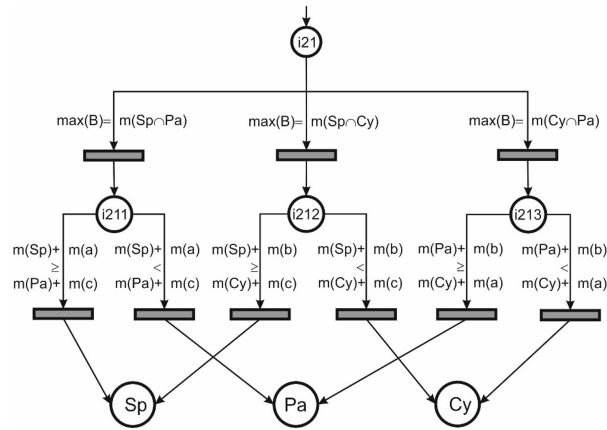 i21
max(B)= m(Sp∩Pa)
max(B)= m(Sp∩Cy)
max(B)= m(Cy∩Pa)
i211
i212
i213
m(Sp)+ m(a)
≥
m(Pa)+ m(c)
m(Sp)+ m(a)
<
m(Pa)+ m(c)
m(Sp)+ m(b)
≥
m(Cy)+ m(c)
m(Sp)+ m(b)
<
m(Cy)+ m(c)
m(Pa)+ m(b)
≥
m(Cy)+ m(a)
m(Pa)+ m(b)
<
m(Cy)+ m(a)
Sp
Pa
Cy